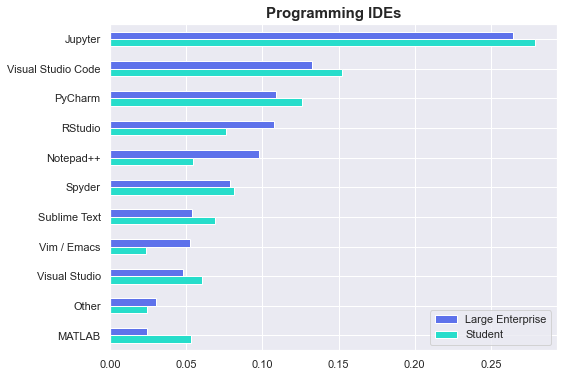 Programming IDEs
Jupyter
Visual Studio Code
PyCharm
RStudio
Notepad++
Spyder
Sublime Text
Vim / Emacs
Visual Studio
Other
MATLAB
Large Enterprise
Student
0.00 0.05 0.10 0.15 0.20 0.25